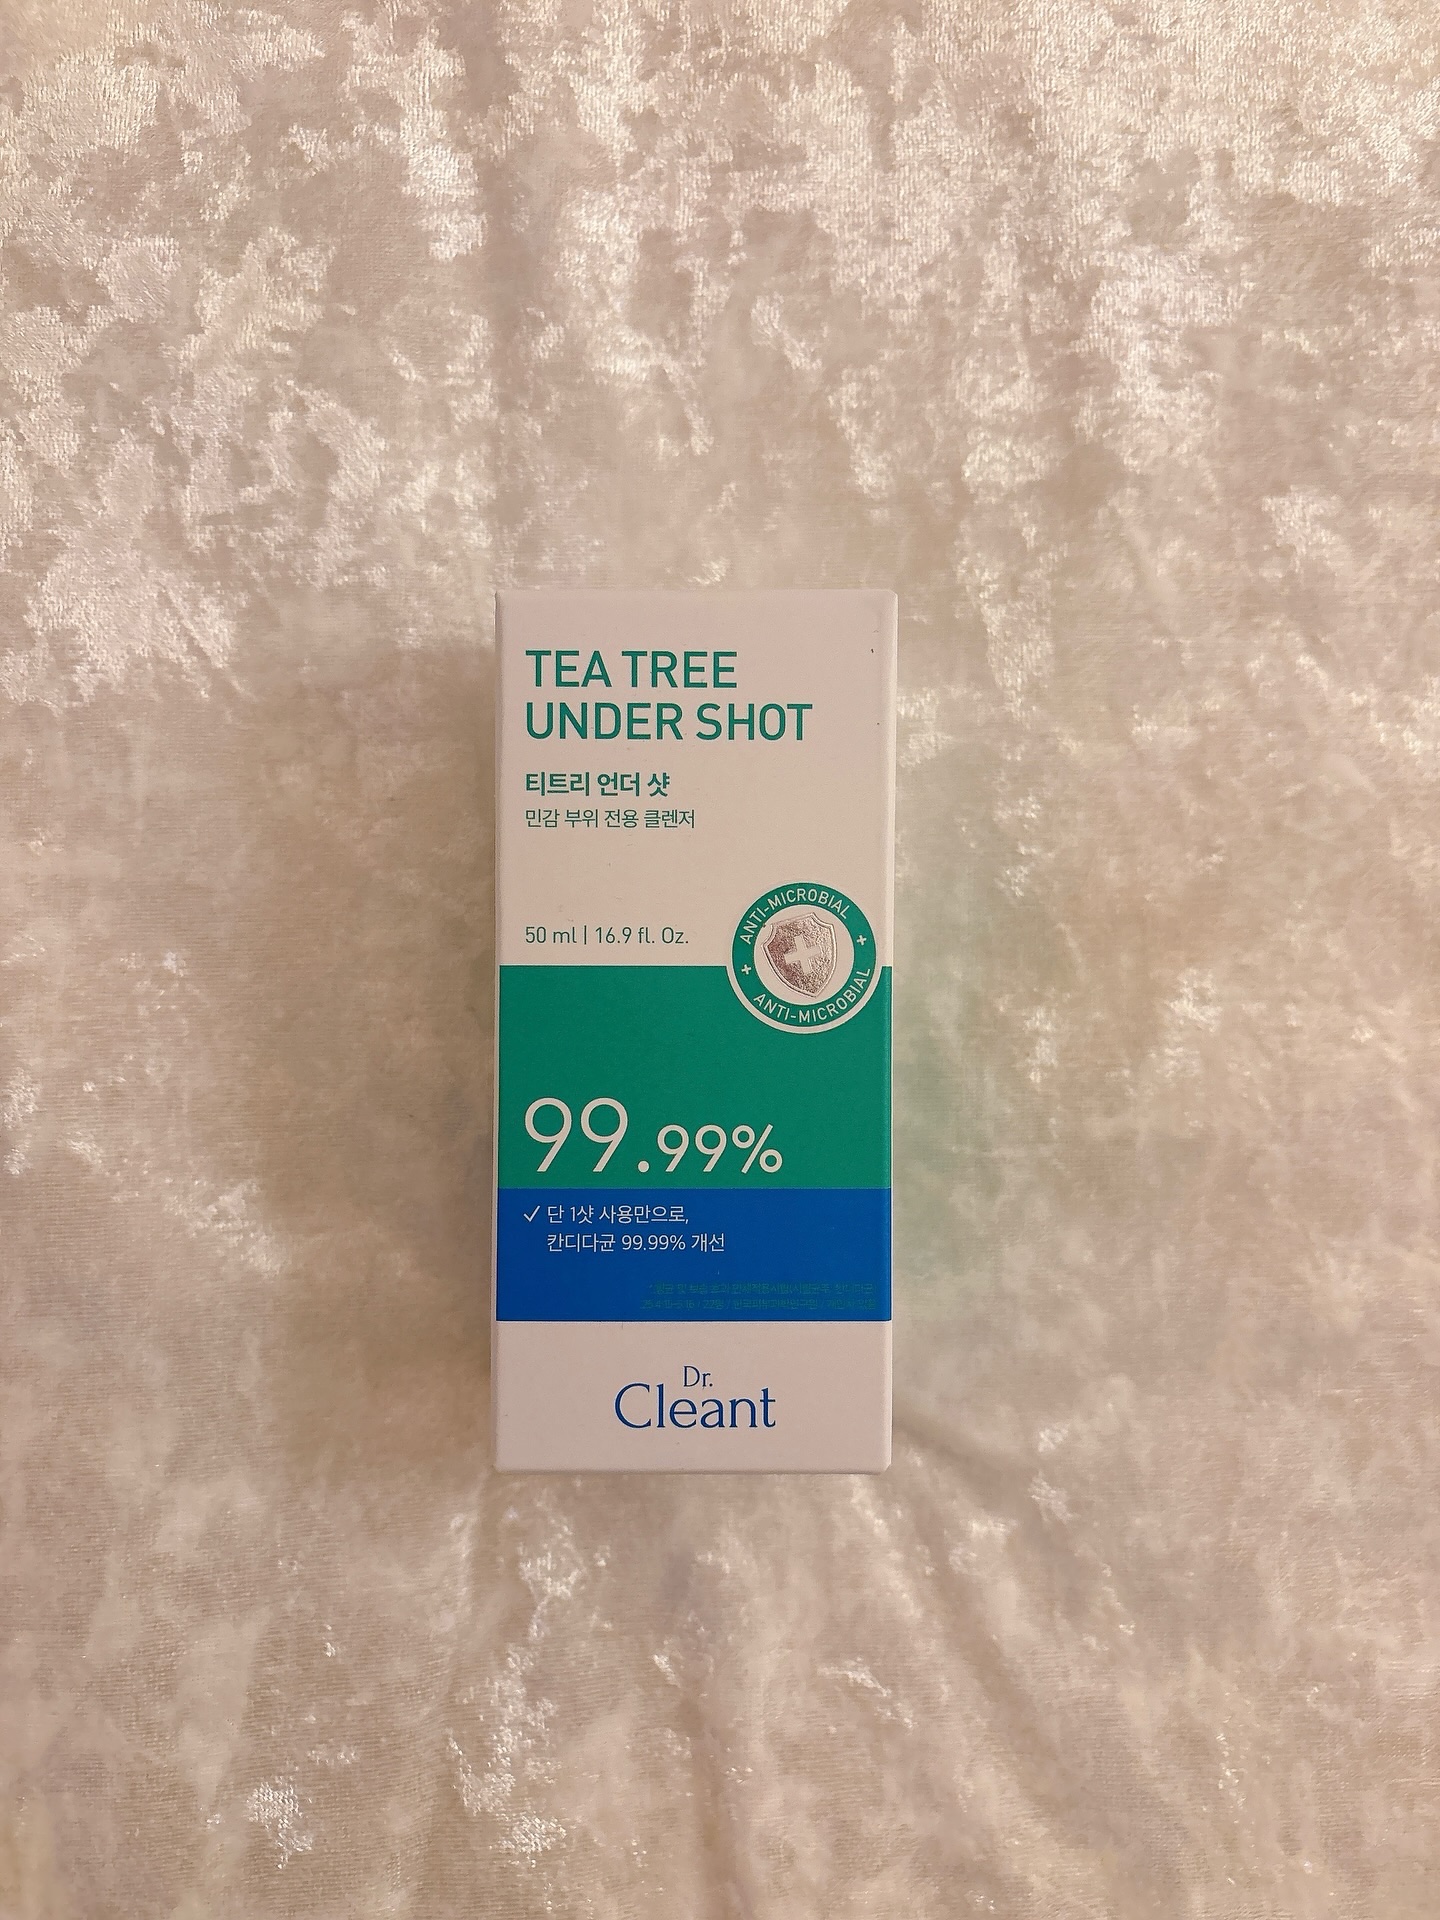 TEA TREE
UNDER SHOT
티트리 언더 샷
민감 부위 전용 클렌저
50 ml | 16.9 fl. Oz.
ANTI-MICROBIAL
ANTI-MICROBIAL
99.99%
✓ 단 1샷 사용만으로,
칸디다균 99.99% 개선
Dr.
Cleant